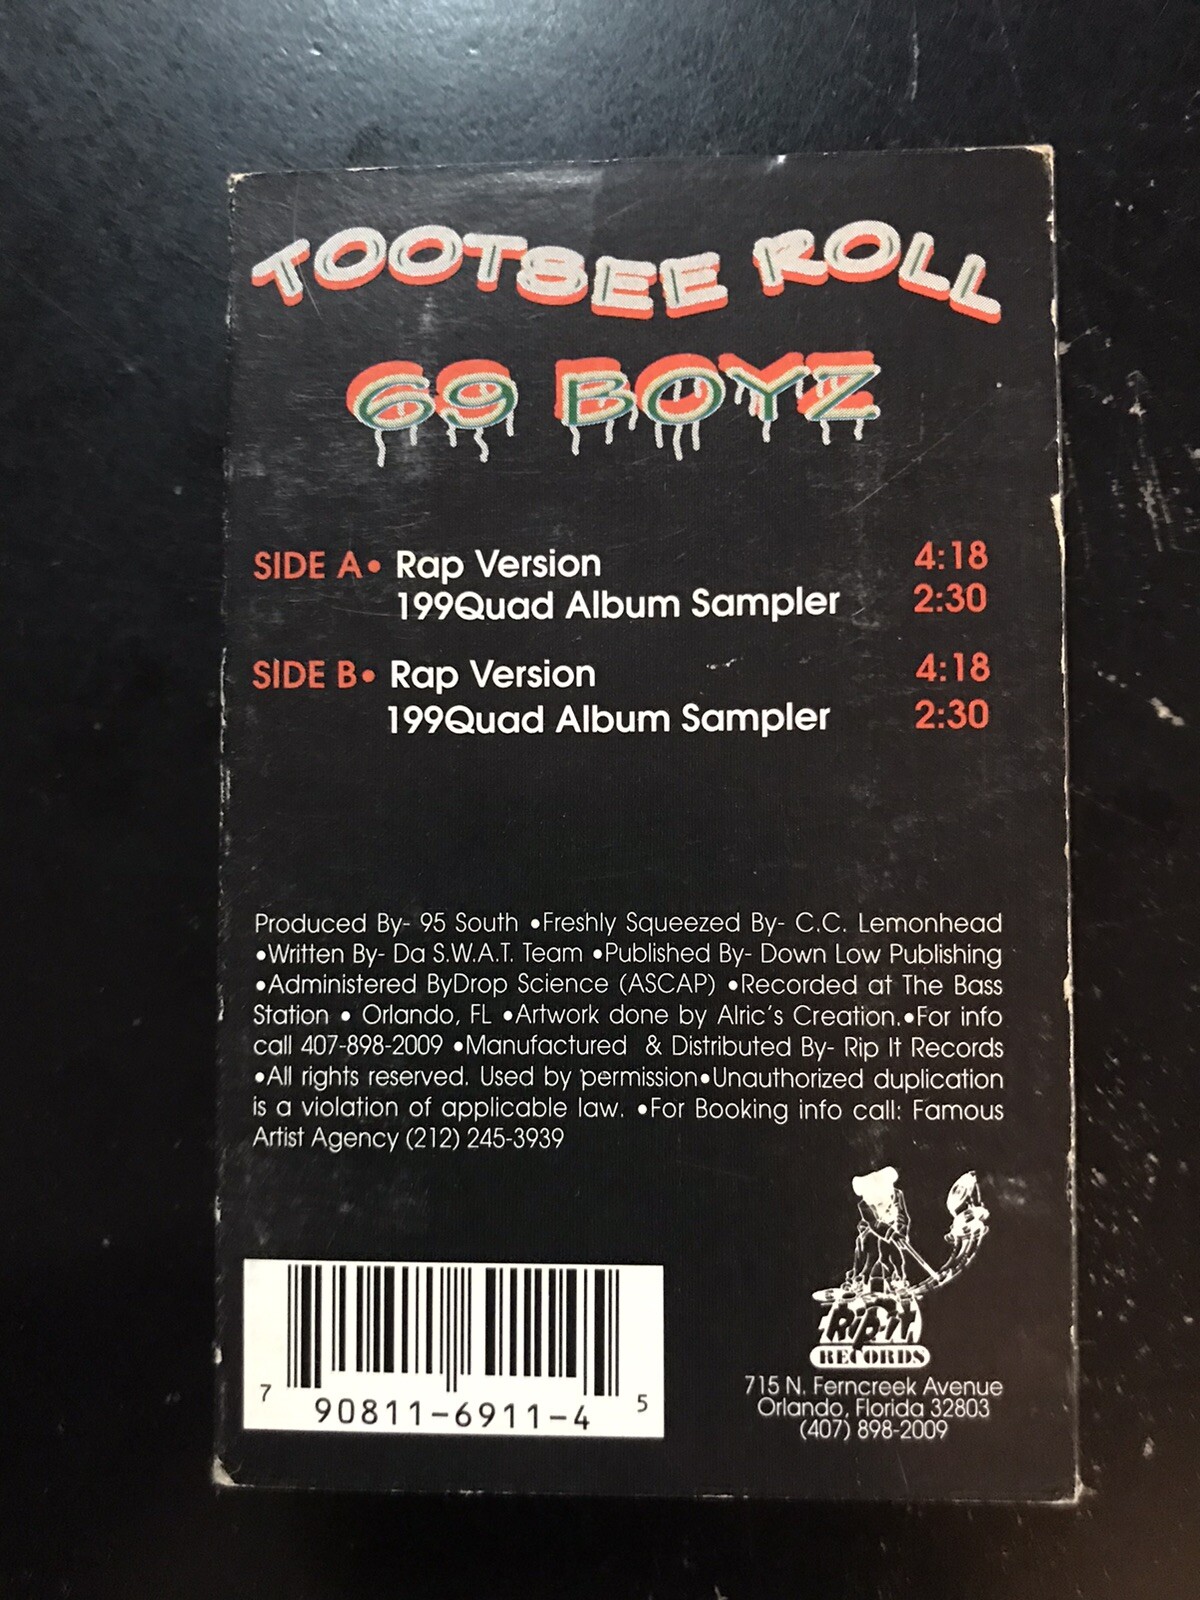 TOOTSEE ROLL
69 BOYZ
SIDE A• Rap Version 4:18
199Quad Album Sampler 2:30
SIDE B• Rap Version 4:18
199Quad Album Sampler 2:30
Produced By- 95 South •Freshly Squeezed By- C.C. Lemonhead
•Written By- Da S.W.A.T. Team •Published By- Down Low Publishing
•Administered ByDrop Science (ASCAP) •Recorded at The Bass
Station • Orlando, FL •Artwork done by Alric's Creation.•For info
call 407-898-2009 •Manufactured & Distributed By- Rip It Records
•All rights reserved. Used by permission•Unauthorized duplication
is a violation of applicable law. •For Booking info call: Famous
Artist Agency (212) 245-3939
RIP-IT
RECORDS
715 N. Ferncreek Avenue
Orlando, Florida 32803
(407) 898-2009
7 90811-6911-4 5